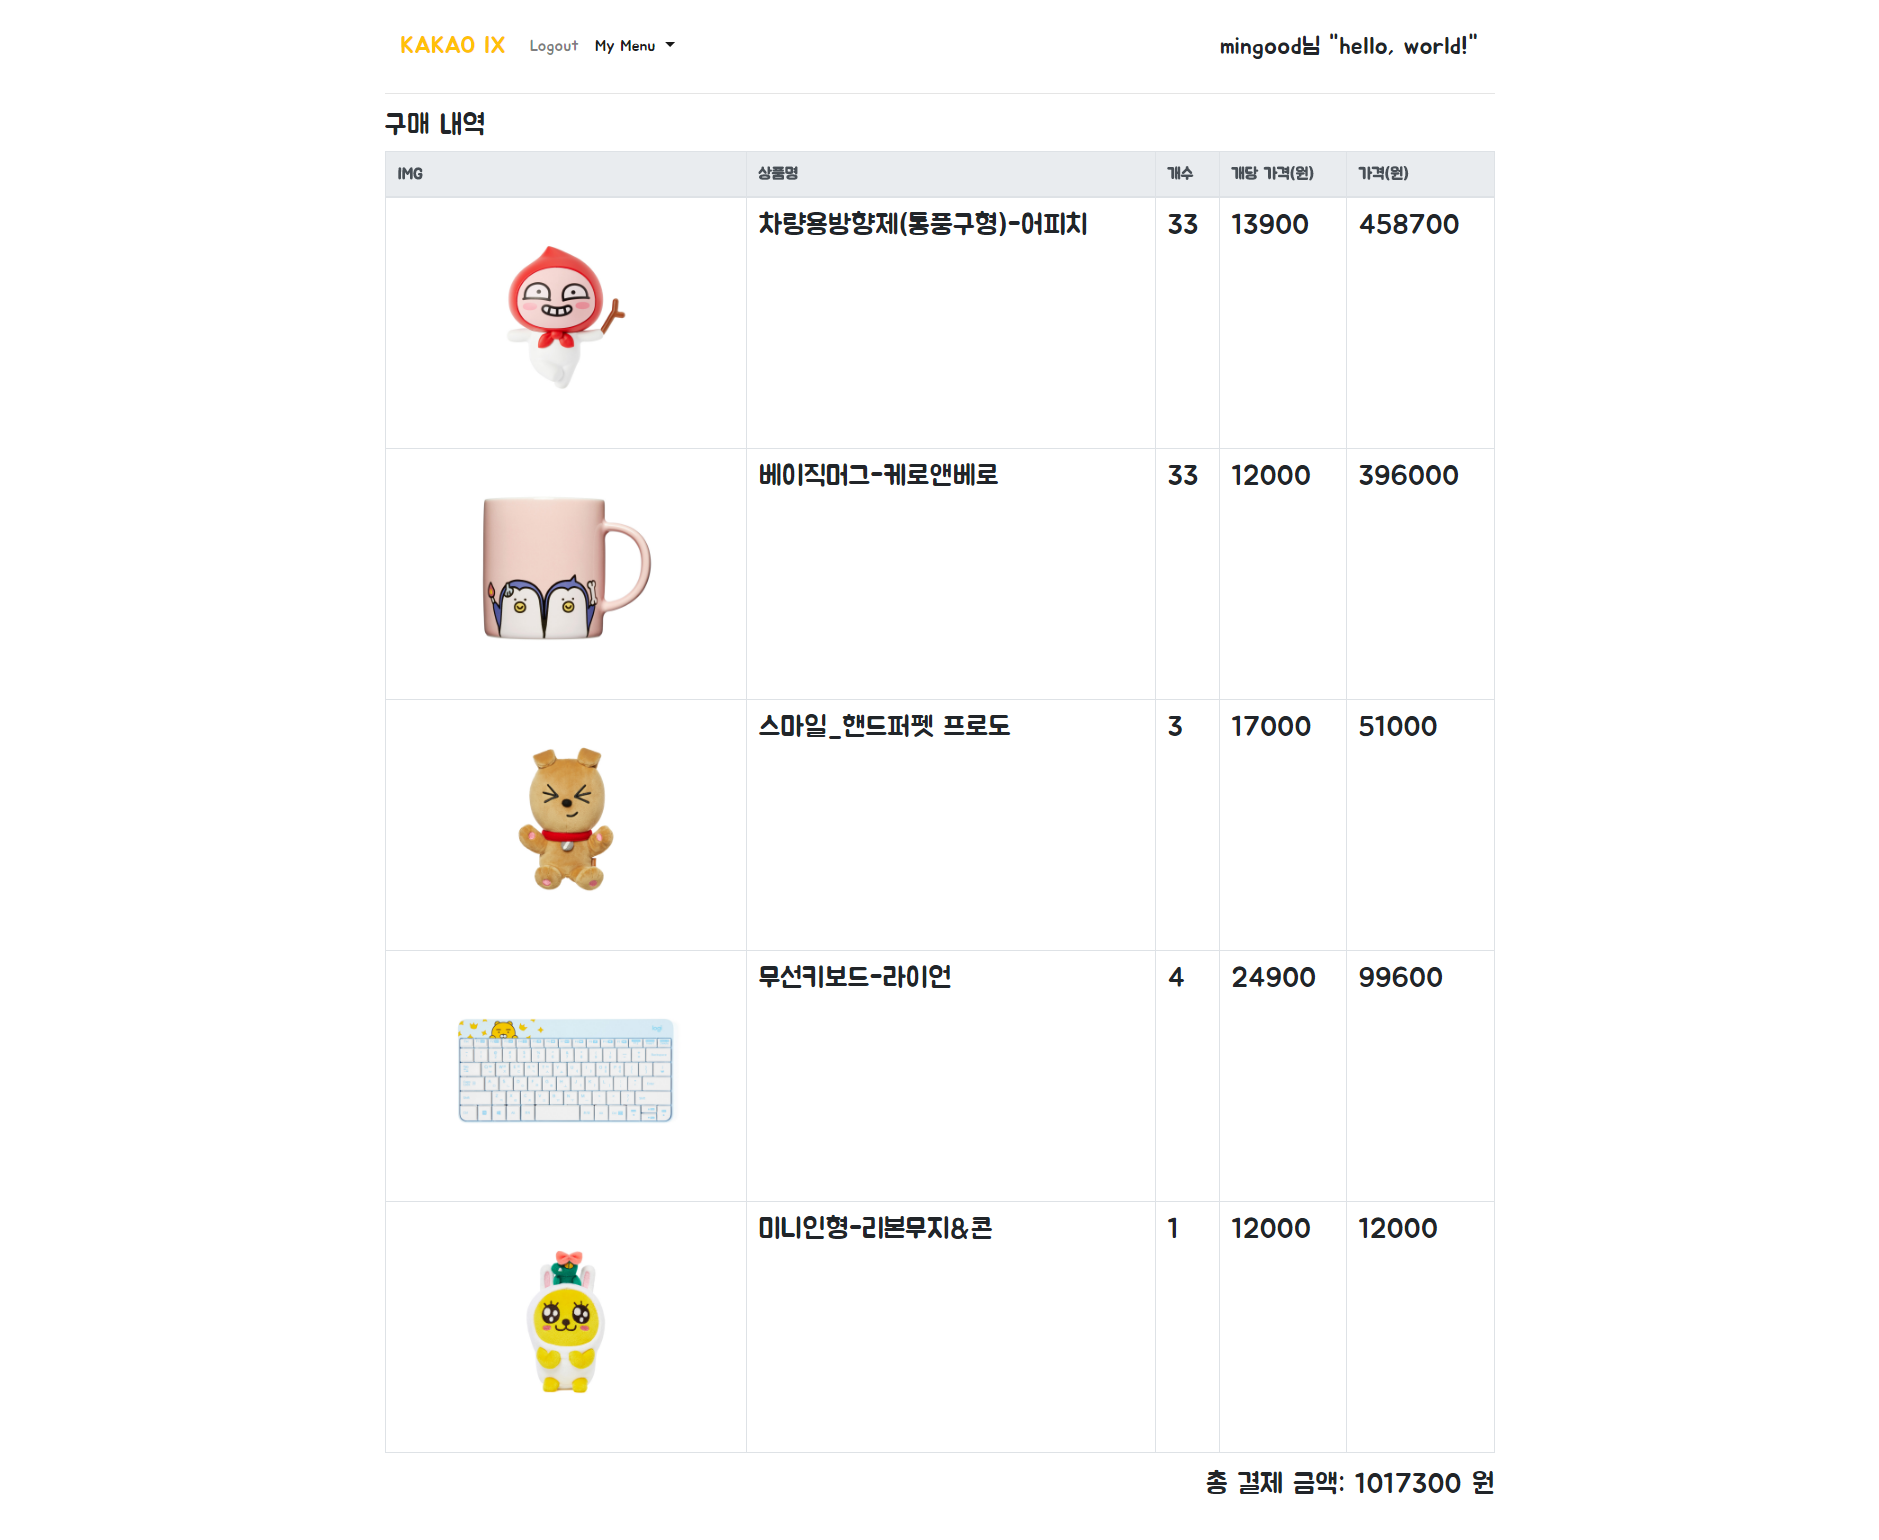 KAKAO IX Logout My Menu mingood님 "hello, world!"
구매 내역
IMG 상품명 개수 개당 가격(원) 가격(원)
차량용방향제(통풍구형)-어피치 33 13900 458700
베이직머그-케로앤베로 33 12000 396000
스마일_핸드퍼펫 프로도 3 17000 51000
무선키보드-라이언 4 24900 99600
미니인형-리본무지&콘 1 12000 12000
총 결제 금액: 1017300 원